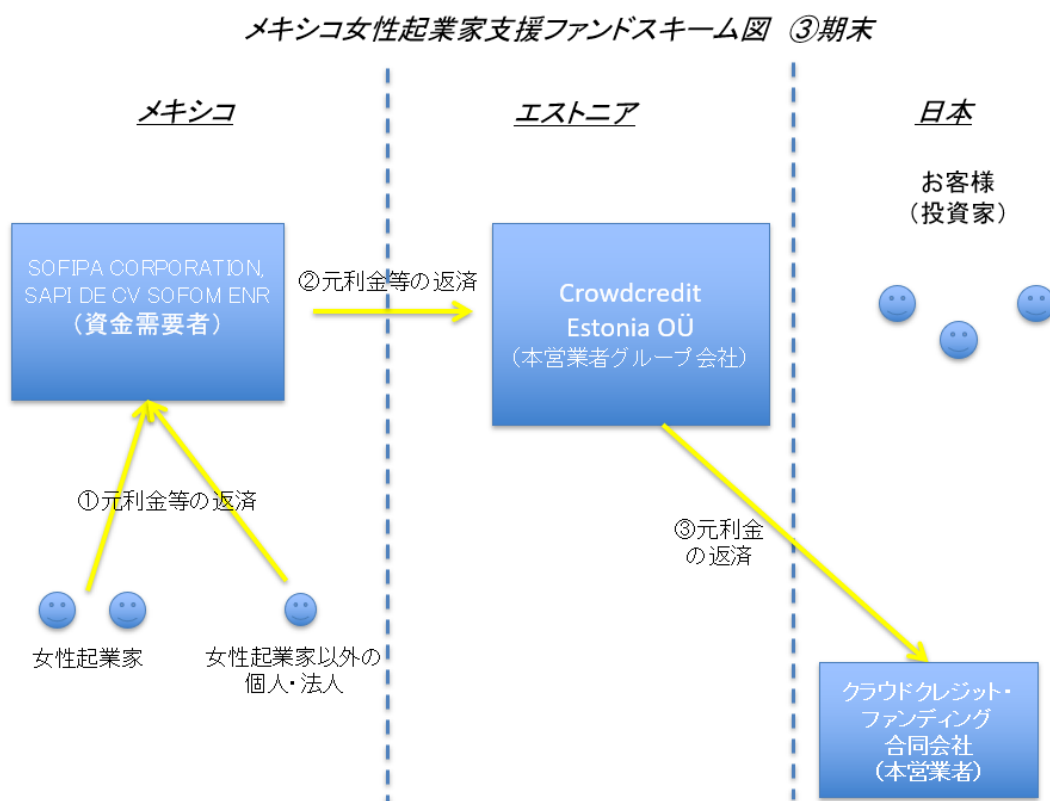 メキシコ女性起業家支援ファンドスキーム図 ③期末
メキシコ
エストニア
日本
お客様
（投資家）
SOFIPA CORPORATION,
SAPI DE CV SOFOM ENR
（資金需要者）
②元利金等の返済
Crowdcredit
Estonia OÜ
（本営業者グループ会社）
①元利金等の返済
③元利金
の返済
女性起業家
女性起業家以外の
個人・法人
クラウドクレジット・
ファンディング
合同会社
（本営業者）